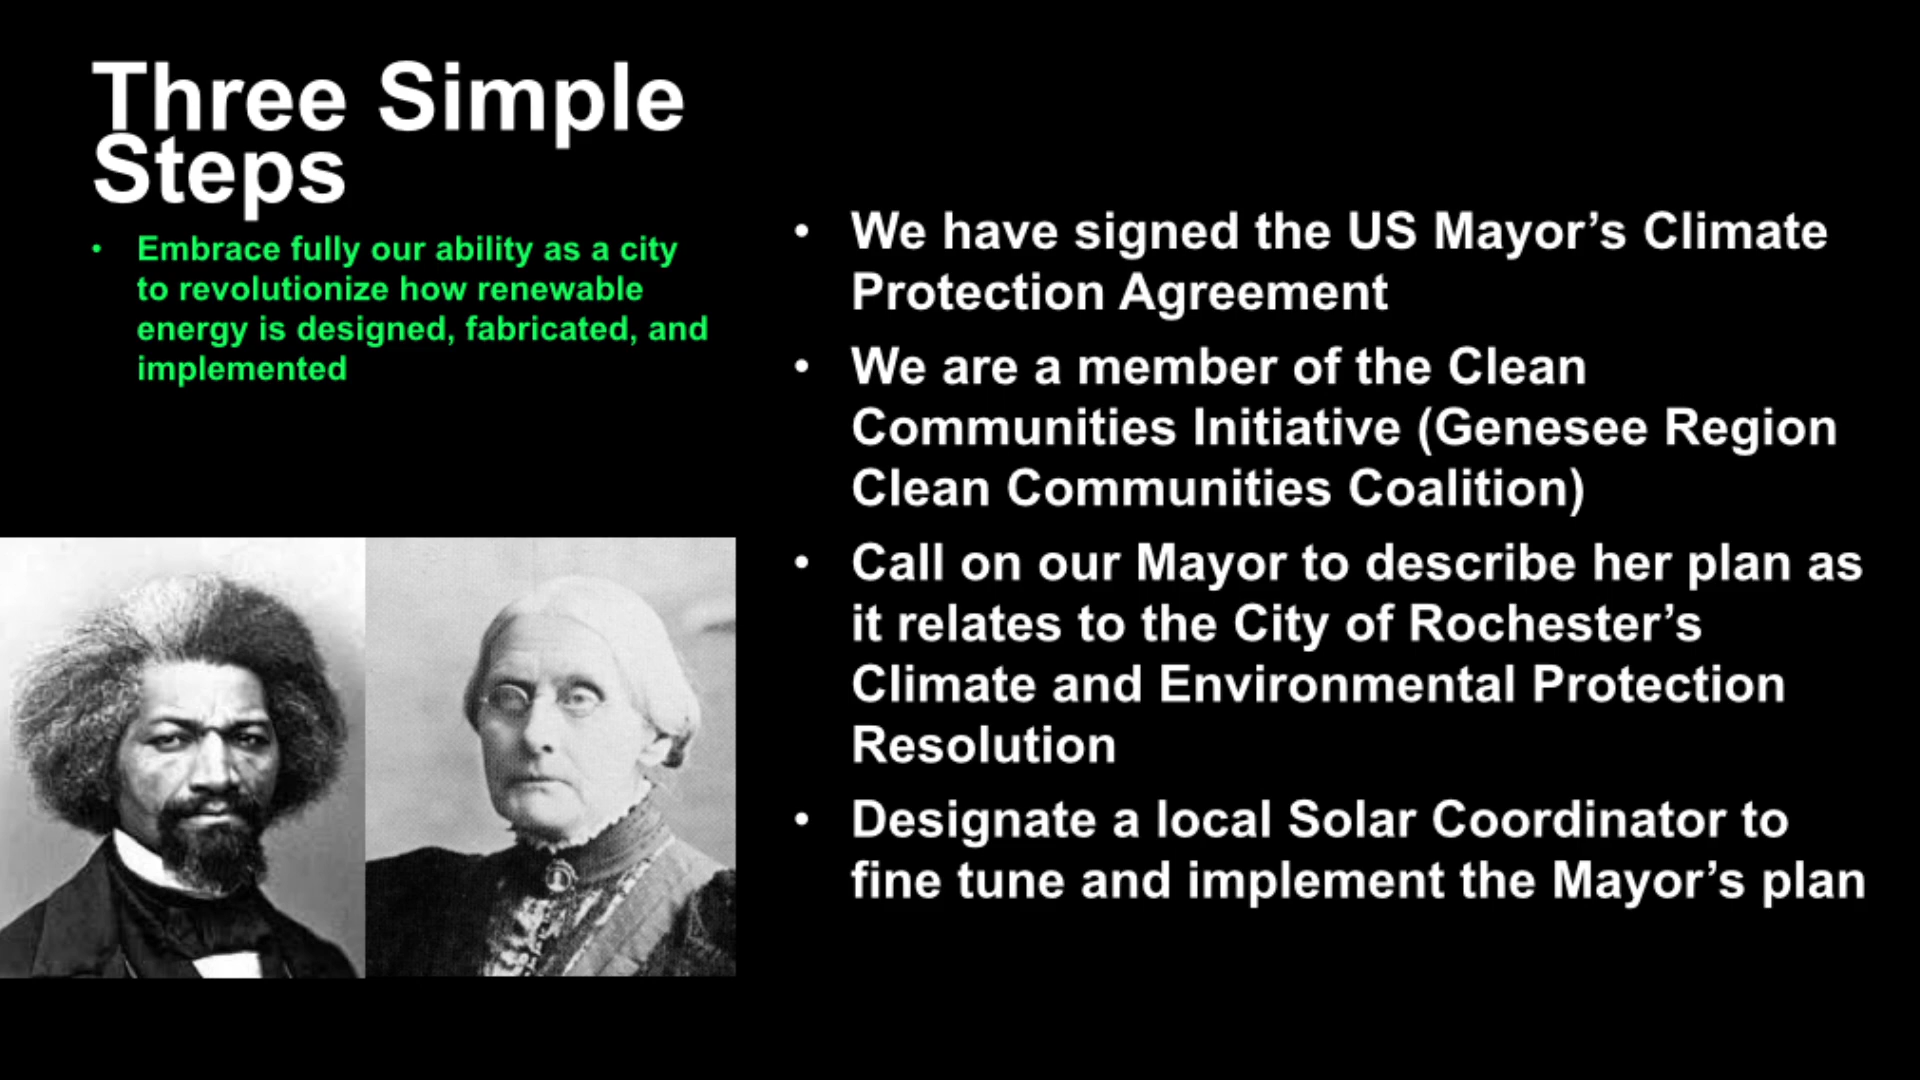 Three Simple
Steps
• Embrace fully our ability as a city
to revolutionize how renewable
energy is designed, fabricated, and
implemented
• We have signed the US Mayor’s Climate
Protection Agreement
• We are a member of the Clean
Communities Initiative (Genesee Region
Clean Communities Coalition)
• Call on our Mayor to describe her plan as
it relates to the City of Rochester’s
Climate and Environmental Protection
Resolution
• Designate a local Solar Coordinator to
fine tune and implement the Mayor’s plan